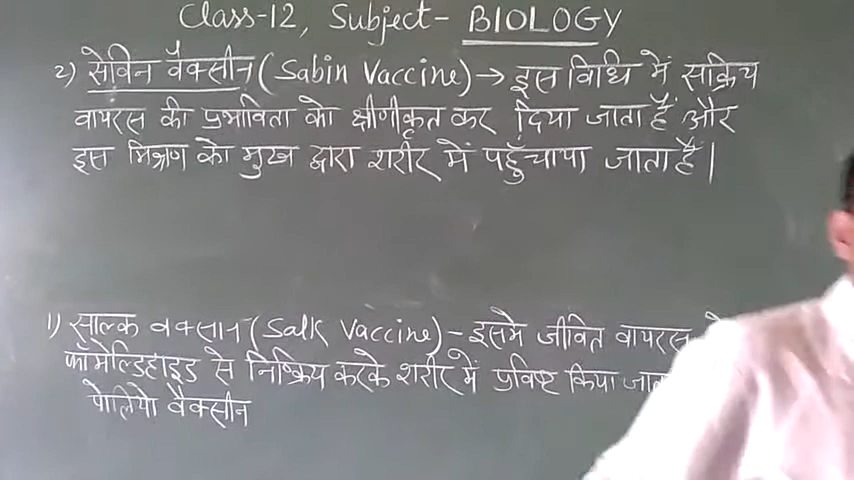 Class-12, Subject- BIOLOGY
2) सेविन वैक्सीन (Sabin Vaccine) → इस विधि में सक्रिय
वायरस की प्रभाविता को क्षीणीकृत कर दिया जाता है और
इस मिश्रण को मुख द्वारा शरीर में पहुँचाया जाता है।
1) साल्क वैक्सीन (Salk Vaccine) - इसमे जीवित वायरस
फॉर्मेल्डिहाइड से निष्क्रिय करके शरीर में प्रविष्ट किया
पोलियो वैक्सीन